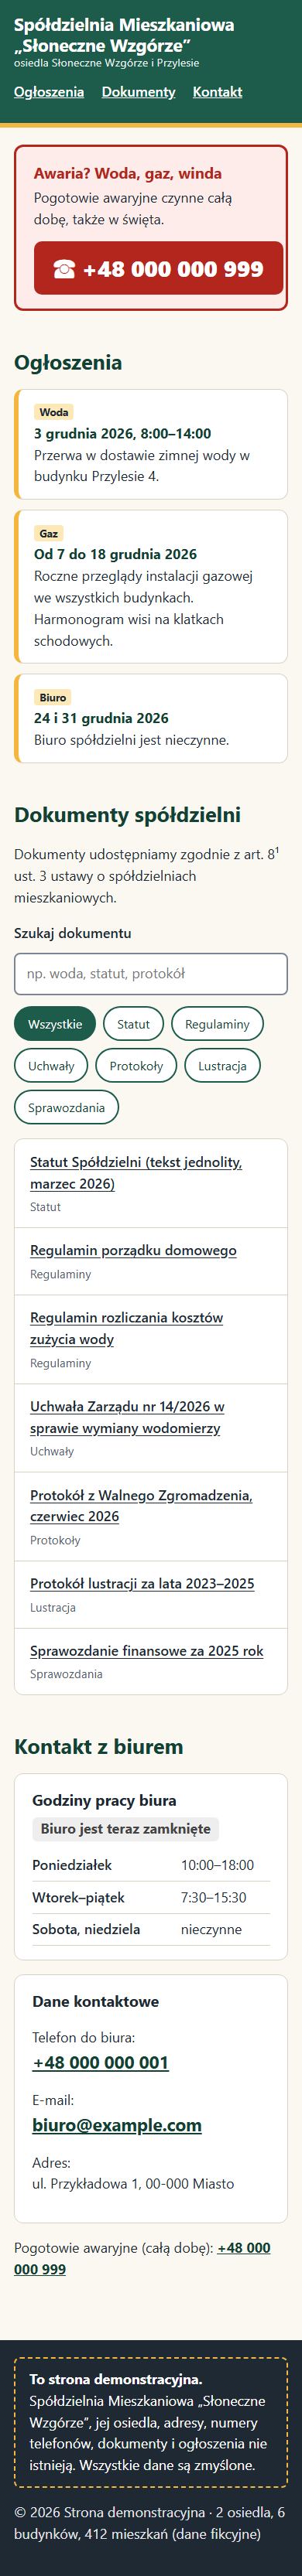 Spółdzielnia Mieszkaniowa
„Słoneczne Wzgórze”
osiedla Słoneczne Wzgórze i Przylesie
Ogłoszenia Dokumenty Kontakt
Awaria? Woda, gaz, winda
Pogotowie awaryjne czynne całą
dobę, także w święta.
☎ +48 000 000 999
Ogłoszenia
Woda
3 grudnia 2026, 8:00–14:00
Przerwa w dostawie zimnej wody w
budynku Przylesie 4.
Gaz
Od 7 do 18 grudnia 2026
Roczne przeglądy instalacji gazowej
we wszystkich budynkach.
Harmonogram wisi na klatkach
schodowych.
Biuro
24 i 31 grudnia 2026
Biuro spółdzielni jest nieczynne.
Dokumenty spółdzielni
Dokumenty udostępniamy zgodnie z art. 8¹
ust. 3 ustawy o spółdzielniach
mieszkaniowych.
Szukaj dokumentu
np. woda, statut, protokół
Wszystkie Statut Regulaminy
Uchwały Protokoły Lustracja
Sprawozdania
Statut Spółdzielni (tekst jednolity,
marzec 2026)
Statut
Regulamin porządku domowego
Regulaminy
Regulamin rozliczania kosztów
zużycia wody
Regulaminy
Uchwała Zarządu nr 14/2026 w
sprawie wymiany wodomierzy
Uchwały
Protokół z Walnego Zgromadzenia,
czerwiec 2026
Protokoły
Protokół lustracji za lata 2023–2025
Lustracja
Sprawozdanie finansowe za 2025 rok
Sprawozdania
Kontakt z biurem
Godziny pracy biura
Biuro jest teraz zamknięte
Poniedziałek 10:00–18:00
Wtorek–piątek 7:30–15:30
Sobota, niedziela nieczynne
Dane kontaktowe
Telefon do biura:
+48 000 000 001
E-mail:
biuro@example.com
Adres:
ul. Przykładowa 1, 00-000 Miasto
Pogotowie awaryjne (całą dobę): +48 000
000 999
To strona demonstracyjna.
Spółdzielnia Mieszkaniowa „Słoneczne
Wzgórze”, jej osiedla, adresy, numery
telefonów, dokumenty i ogłoszenia nie
istnieją. Wszystkie dane są zmyślone.
© 2026 Strona demonstracyjna · 2 osiedla, 6
budynków, 412 mieszkań (dane fikcyjne)